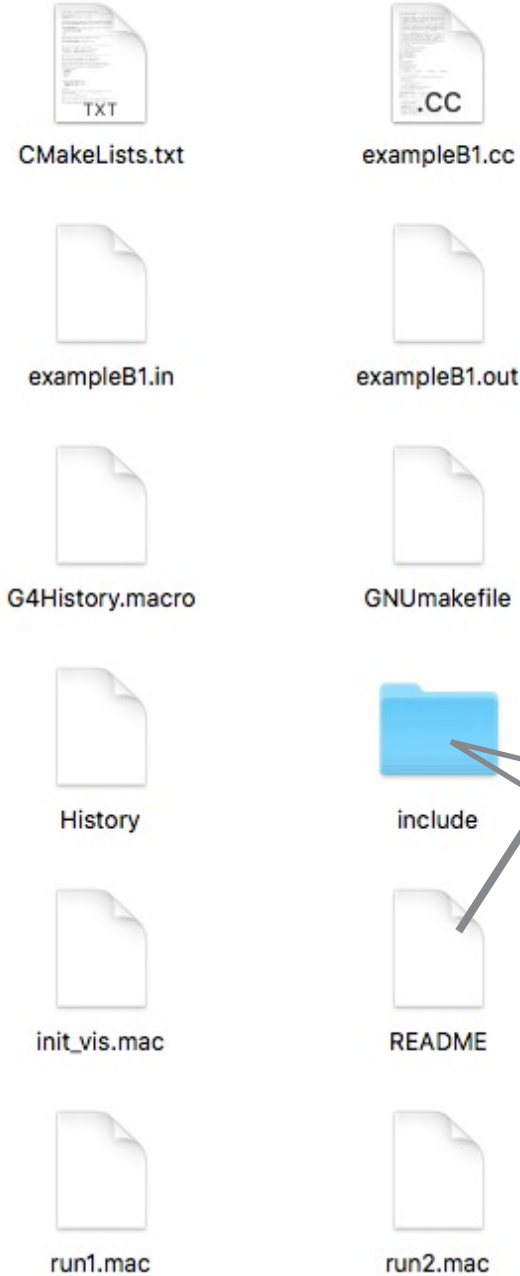 TXT
.CC
CMakeLists.txt
exampleB1.cc
exampleB1.in
exampleB1.out
G4History.macro
GNUmakefile
History
include
init_vis.mac
README
run1.mac
run2.mac